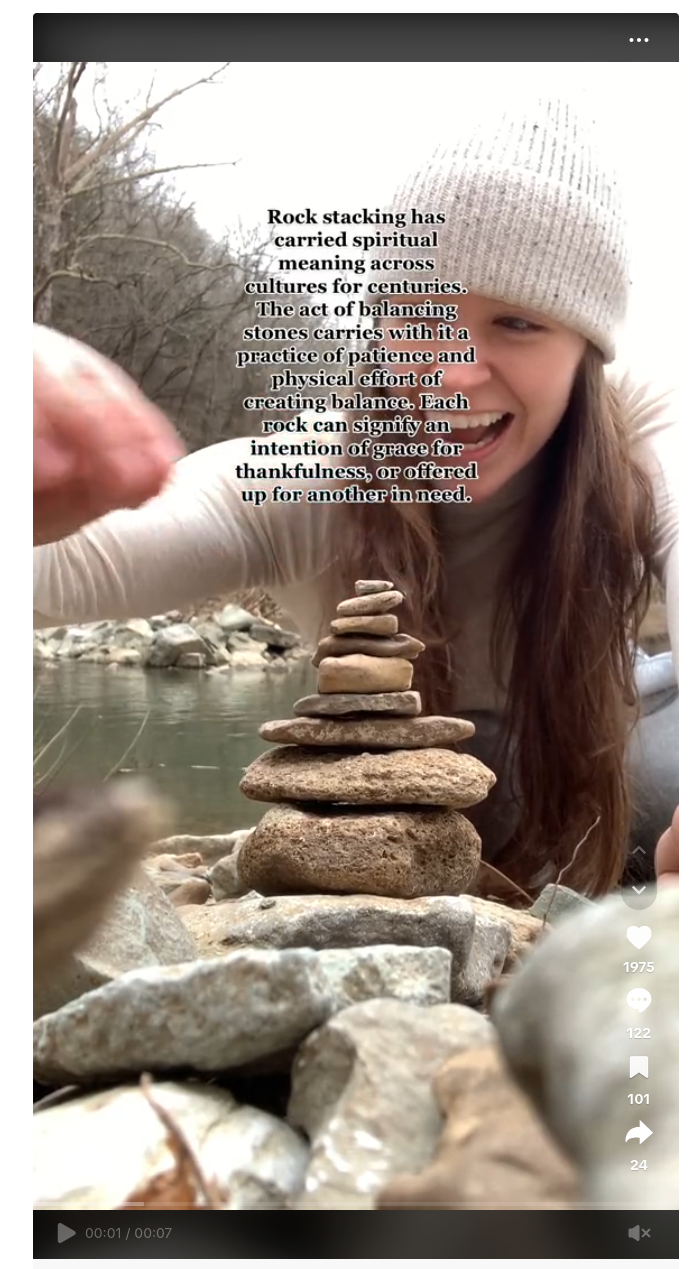 Rock stacking has
carried spiritual
meaning across
cultures for centuries.
The act of balancing
stones carries with it a
practice of patience and
physical effort of
creating balance. Each
rock can signify an
intention of grace for
thankfulness, or offered
up for another in need.
1975
122
101
24
00:01 / 00:07